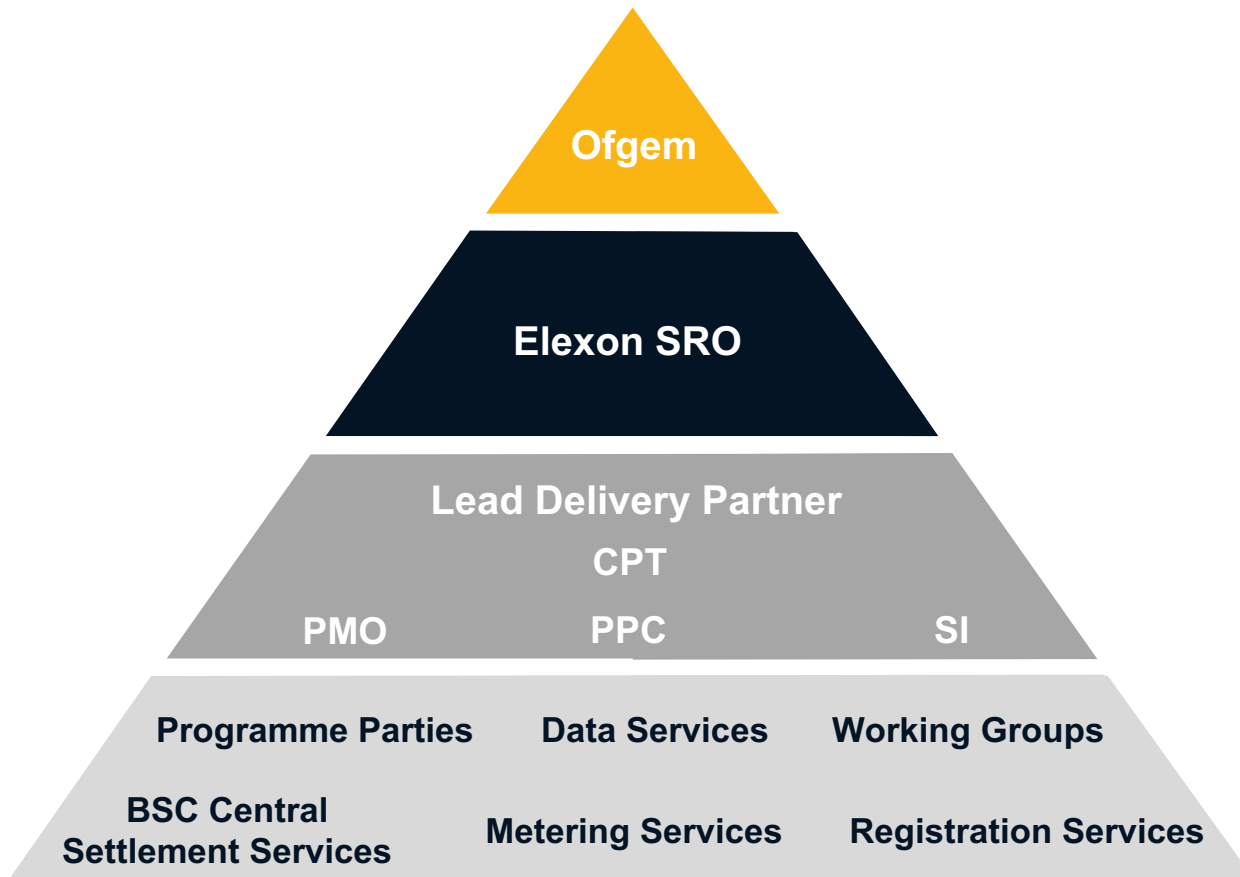 Ofgem
Elexon SRO
Lead Delivery Partner
CPT
PMO PPC SI
Programme Parties Data Services Working Groups
BSC Central
Settlement Services
Metering Services
Registration Services